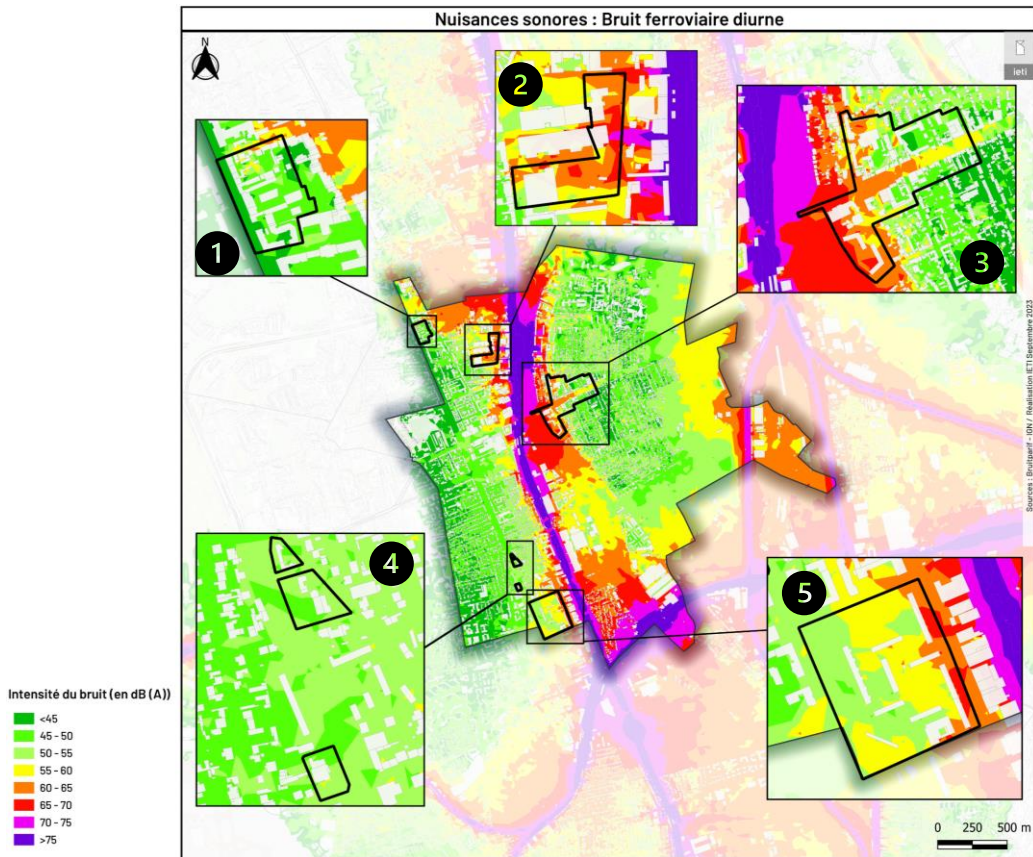 Nuisances sonores : Bruit ferroviaire diurne
N
ieti
1
2
3
4
5
Sources : Bruitparif - IGN / Réalisation IETI Septembre 2023
Intensité du bruit (en dB (A))
<45
45 - 50
50 - 55
55 - 60
60 - 65
65 - 70
70 - 75
>75
0 250 500 m